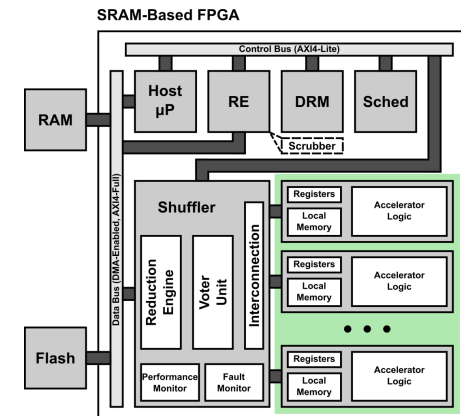 SRAM-Based FPGA
Control Bus (AXI4-Lite)
Host
µP
RE
DRM
Sched
RAM
Scrubber
Data Bus (DMA-Enabled, AXI4-Full)
Shuffler
Reduction
Engine
Voter
Unit
Interconnection
Registers
Local
Memory
Accelerator
Logic
Registers
Local
Memory
Accelerator
Logic
Flash
Performance
Monitor
Fault
Monitor
Registers
Local
Memory
Accelerator
Logic